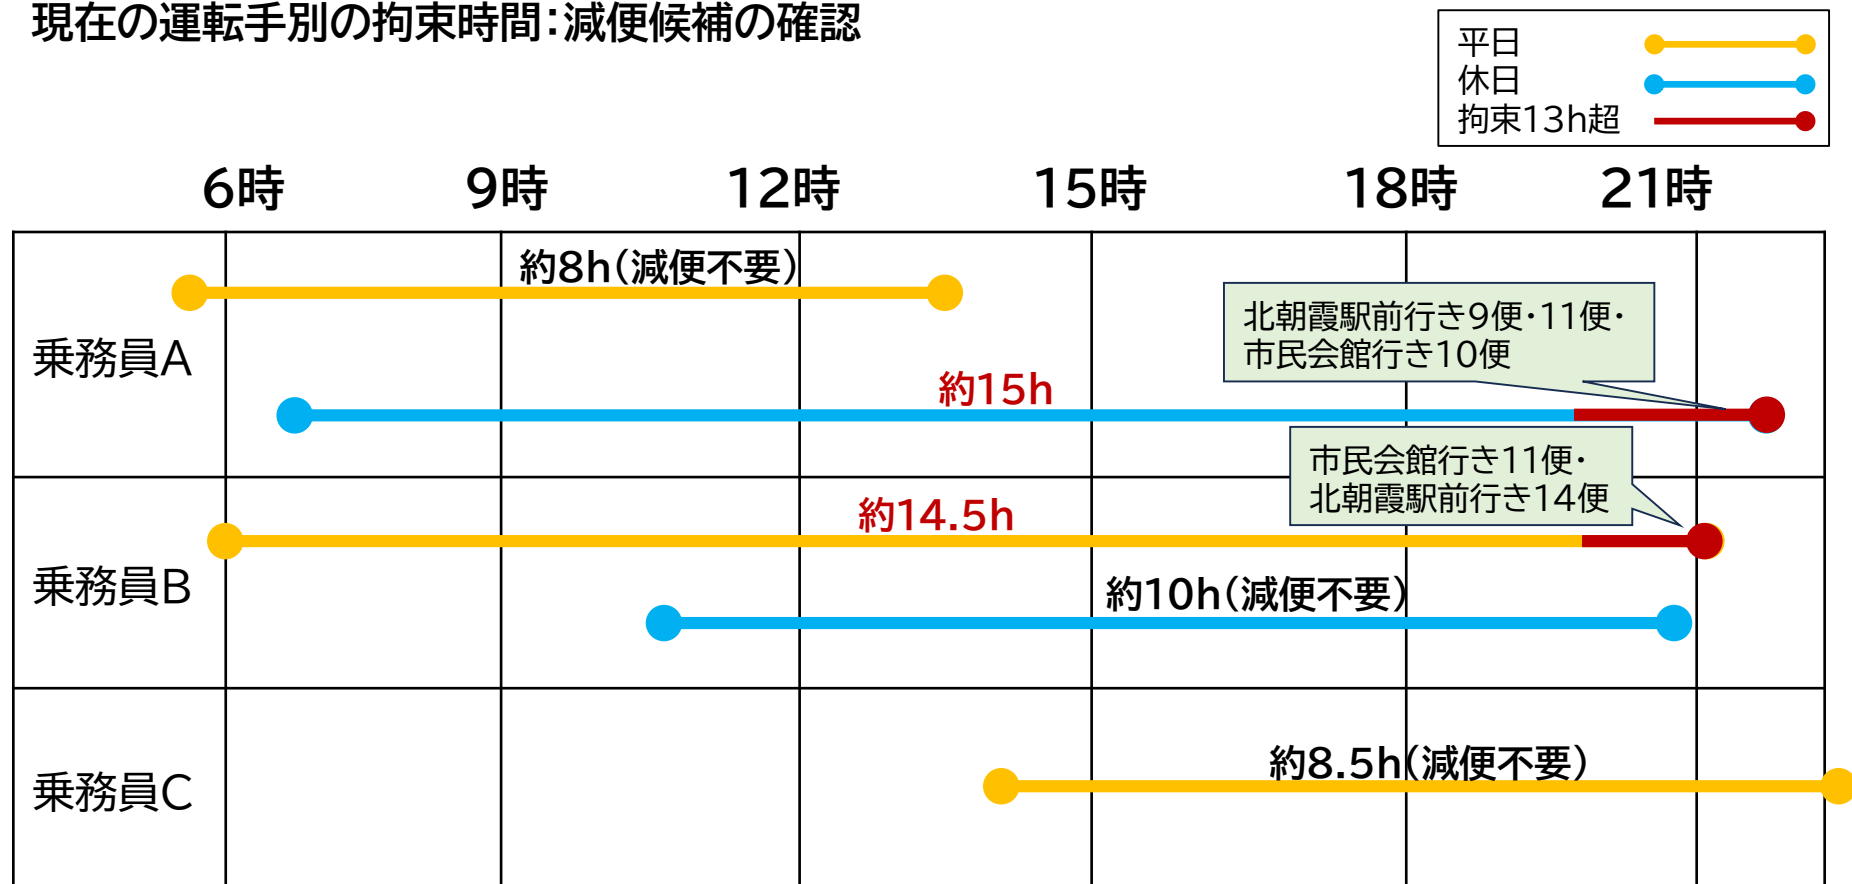 現在の運転手別の拘束時間：減便候補の確認
平日
休日
拘束13h超
6時 9時 12時 15時 18時 21時
乗務員A
約8h(減便不要)
約15h
北朝霞駅前行き9便・11便・
市民会館行き10便
乗務員B
約14.5h
市民会館行き11便・
北朝霞駅前行き14便
約10h(減便不要)
乗務員C
約8.5h(減便不要)